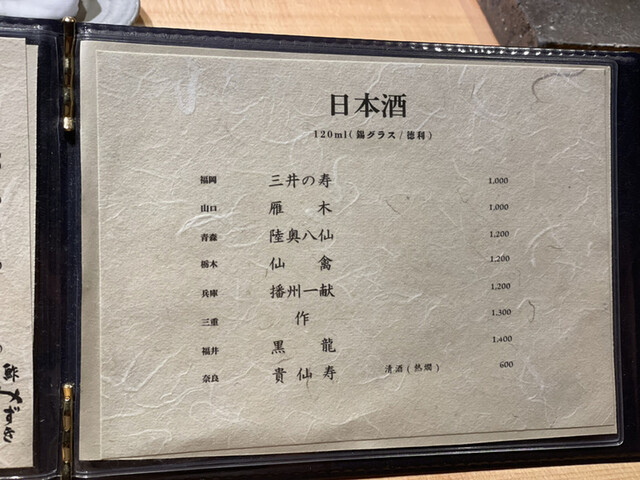 日本酒
120ml(錫グラス/徳利)
福岡 三井の寿 1,000
山口 雁木 1,000
青森 陸奥八仙 1,200
栃木 仙禽 1,200
兵庫 播州一献 1,200
三重 作 1,300
福井 黒龍 1,400
奈良 貴仙寿 清酒(熱燗) 600
鮨